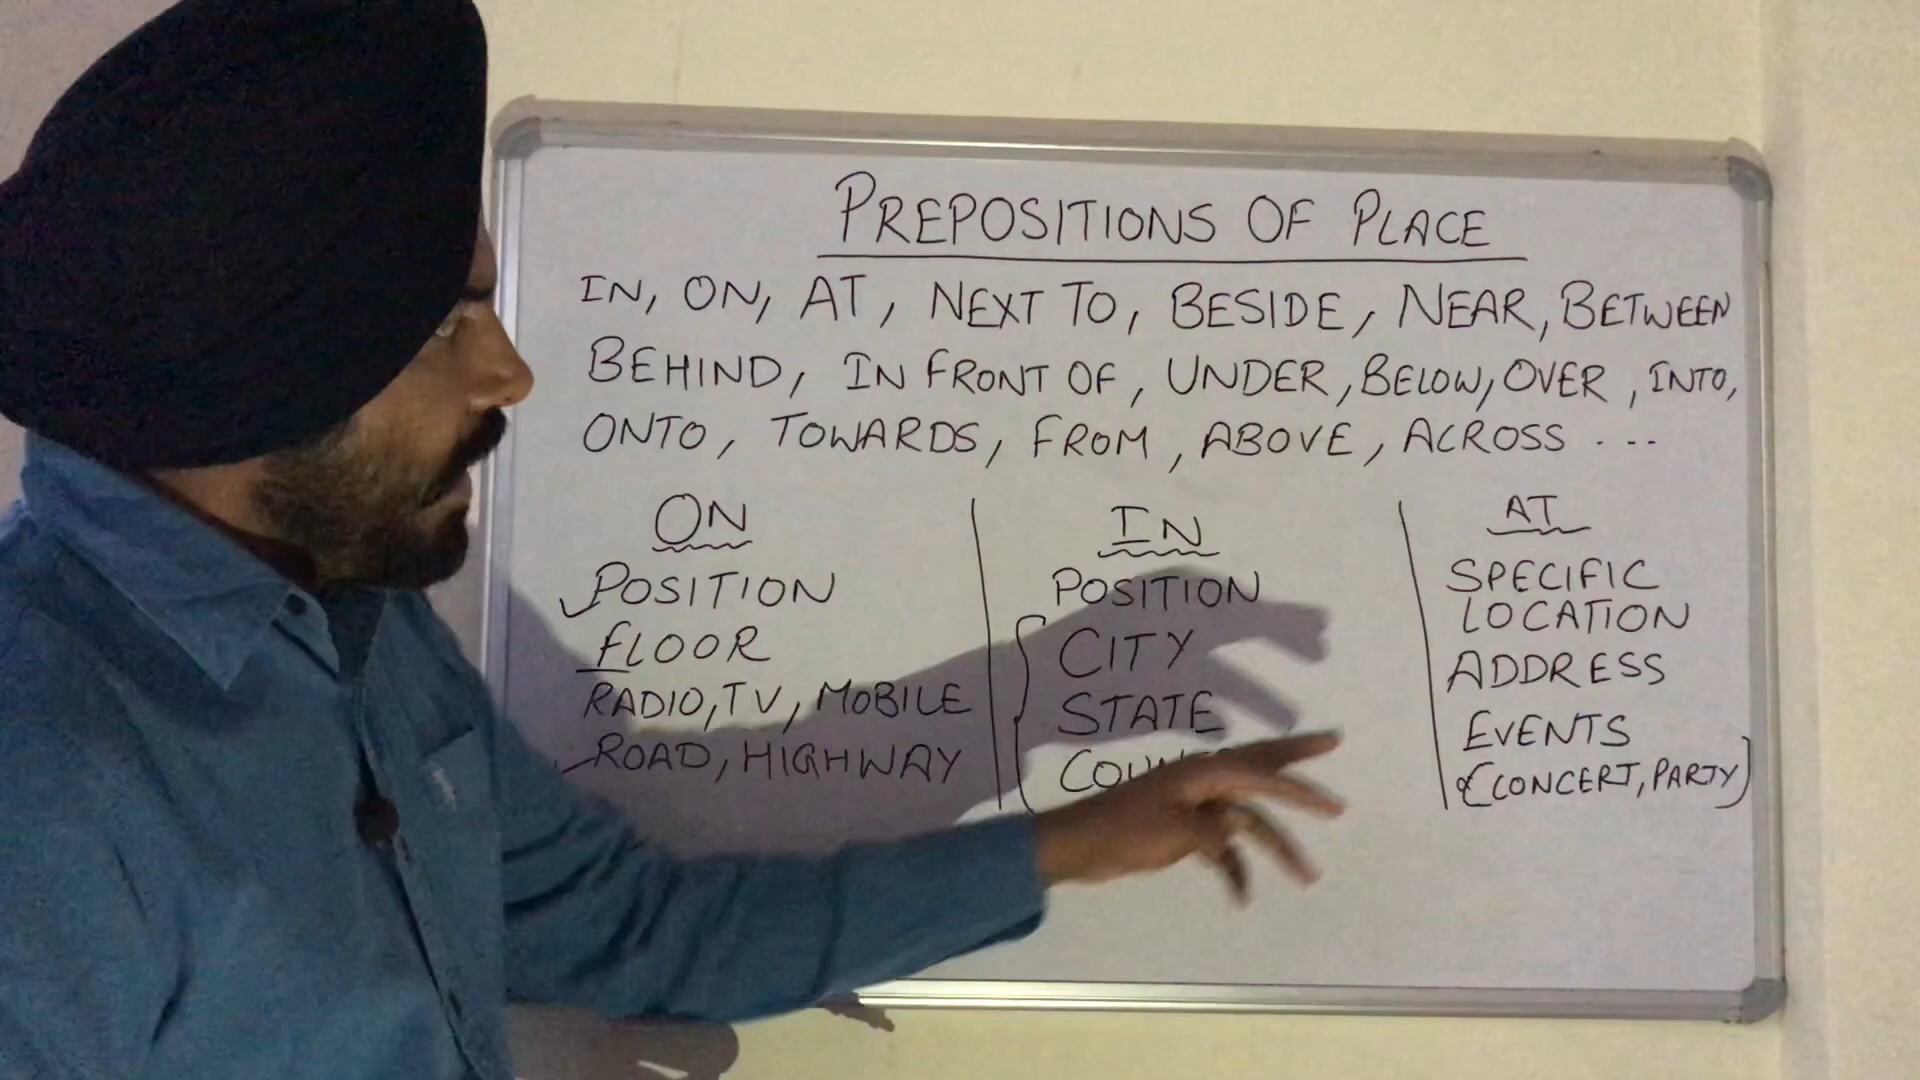 PREPOSITIONS OF PLACE
IN, ON, AT, NEXT TO, BESIDE, NEAR, BETWEEN
BEHIND, IN FRONT OF, UNDER, BELOW, OVER, INTO,
ONTO, TOWARDS, FROM, ABOVE, ACROSS ...
ON
POSITION
FLOOR
RADIO, TV, MOBILE
ROAD, HIGHWAY
IN
POSITION
CITY
STATE
AT
SPECIFIC
LOCATION
ADDRESS
EVENTS
(CONCERT, PARTY)